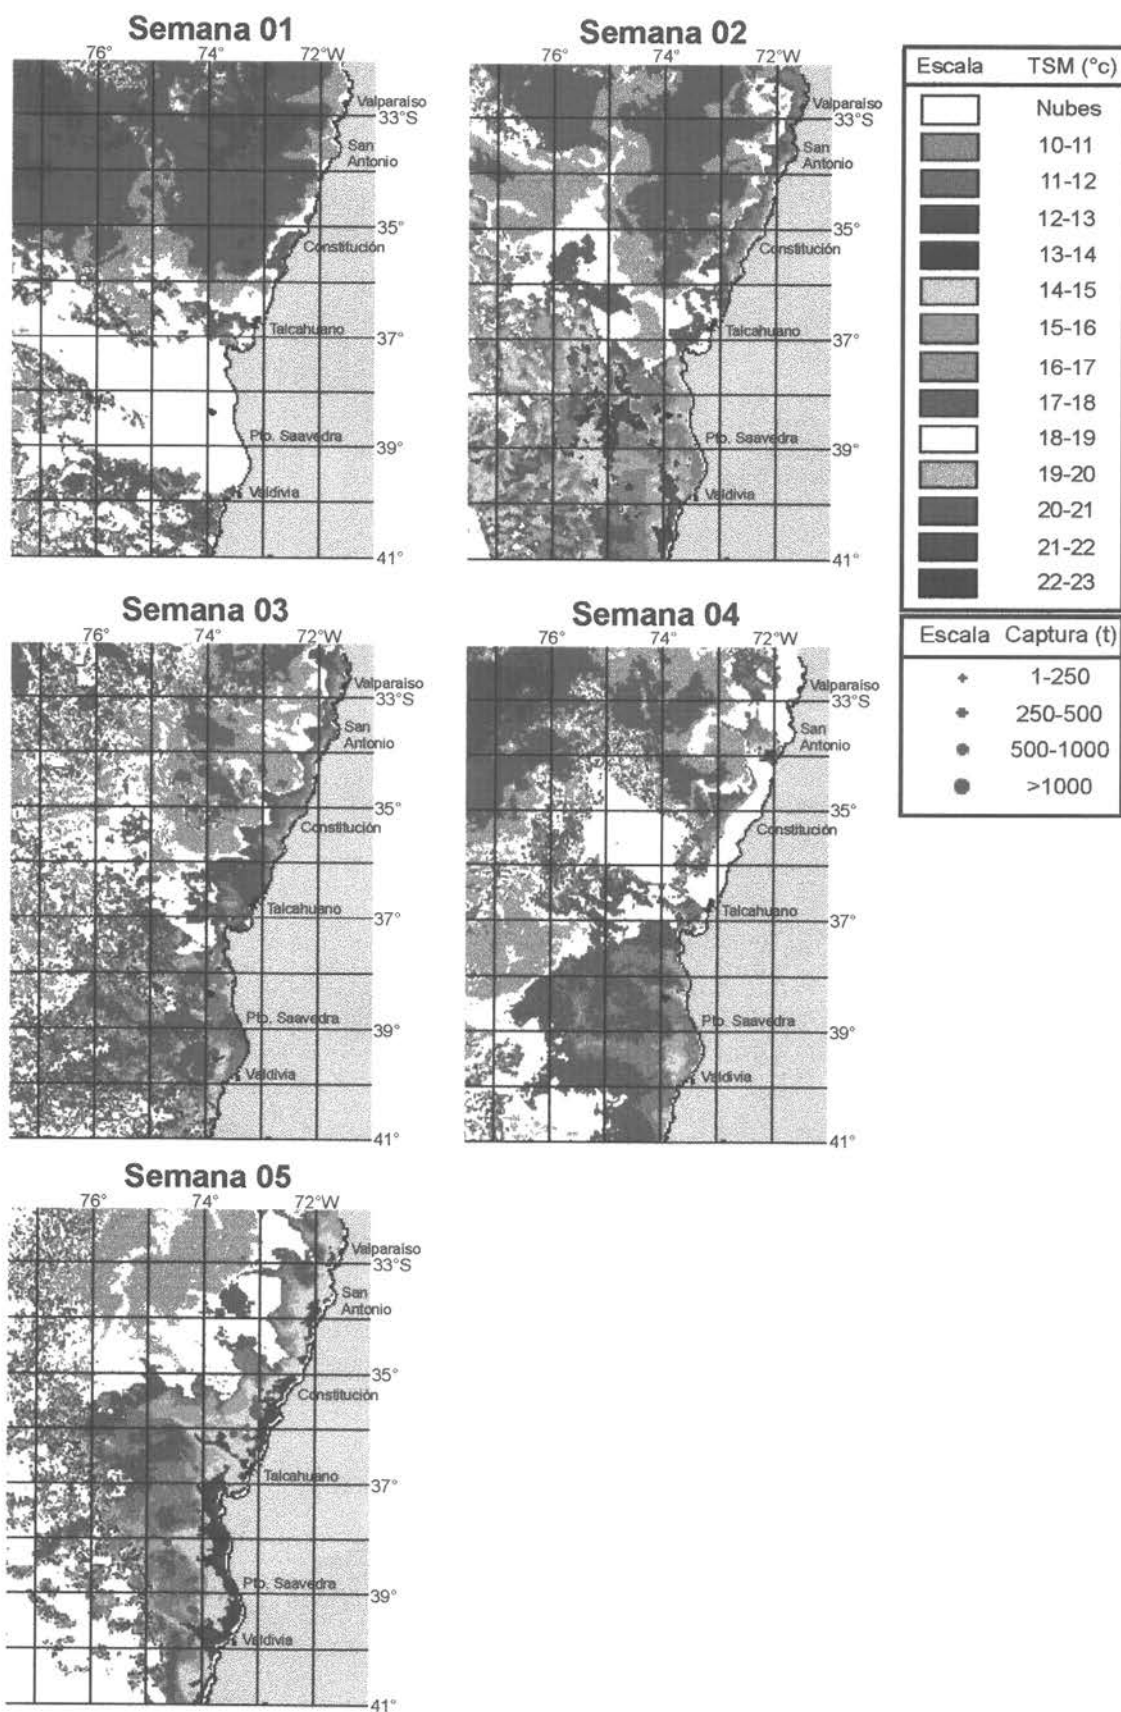 Semana 01
76° 74° 72°W
Valparaíso
33°S
San
Antonio
35°
Constitución
Talcahuano
37°
Pto. Saavedra
39°
Valdivia
41°
Semana 02
76° 74° 72°W
Valparaíso
33°S
San
Antonio
35°
Constitución
Talcahuano
37°
Pto. Saavedra
39°
Valdivia
41°
Escala TSM (°c)
Nubes
10-11
11-12
12-13
13-14
14-15
15-16
16-17
17-18
18-19
19-20
20-21
21-22
22-23
Escala Captura (t)
1-250
250-500
500-1000
>1000
Semana 03
76° 74° 72°W
Valparaíso
33°S
San
Antonio
35°
Constitución
Talcahuano
37°
Pto. Saavedra
39°
Valdivia
41°
Semana 04
76° 74° 72°W
Valparaíso
33°S
San
Antonio
35°
Constitución
Talcahuano
37°
Pto. Saavedra
39°
Valdivia
41°
Semana 05
76° 74° 72°W
Valparaíso
33°S
San
Antonio
35°
Constitución
Talcahuano
37°
Pto. Saavedra
39°
Valdivia
41°